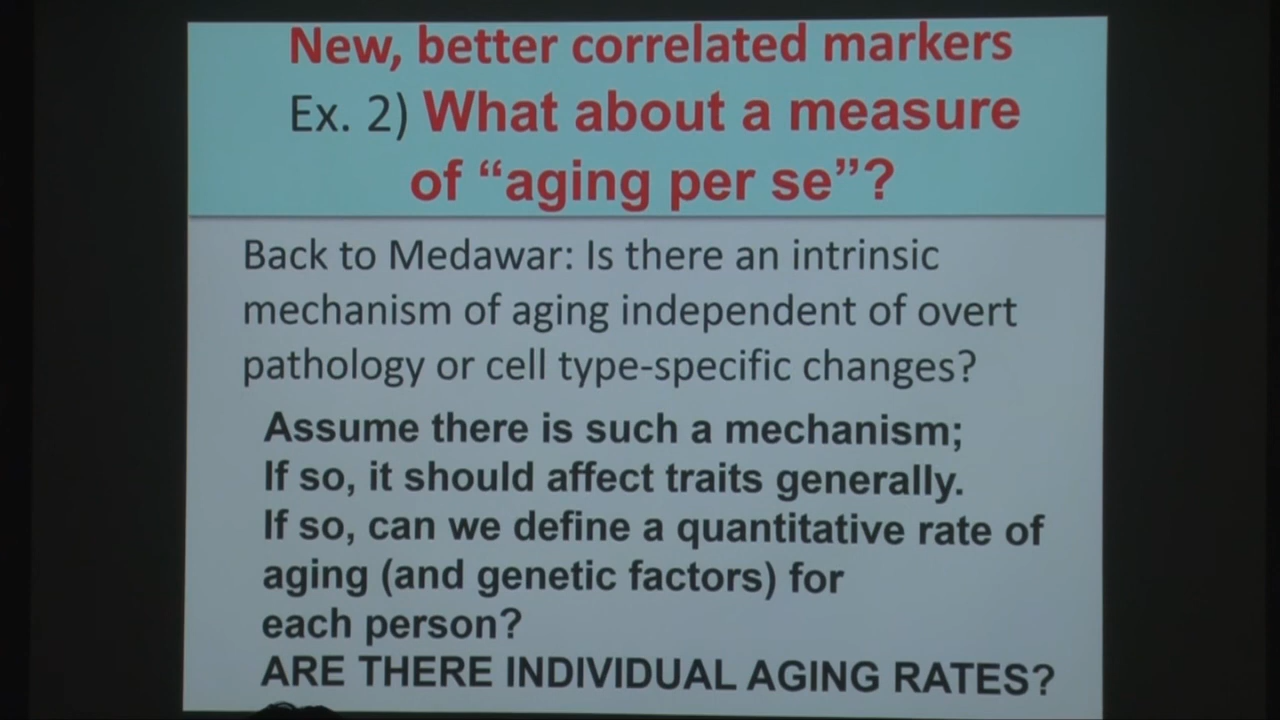 New, better correlated markers
Ex. 2) What about a measure
of “aging per se”?
Back to Medawar: Is there an intrinsic
mechanism of aging independent of overt
pathology or cell type-specific changes?
Assume there is such a mechanism;
If so, it should affect traits generally.
If so, can we define a quantitative rate of
aging (and genetic factors) for
each person?
ARE THERE INDIVIDUAL AGING RATES?